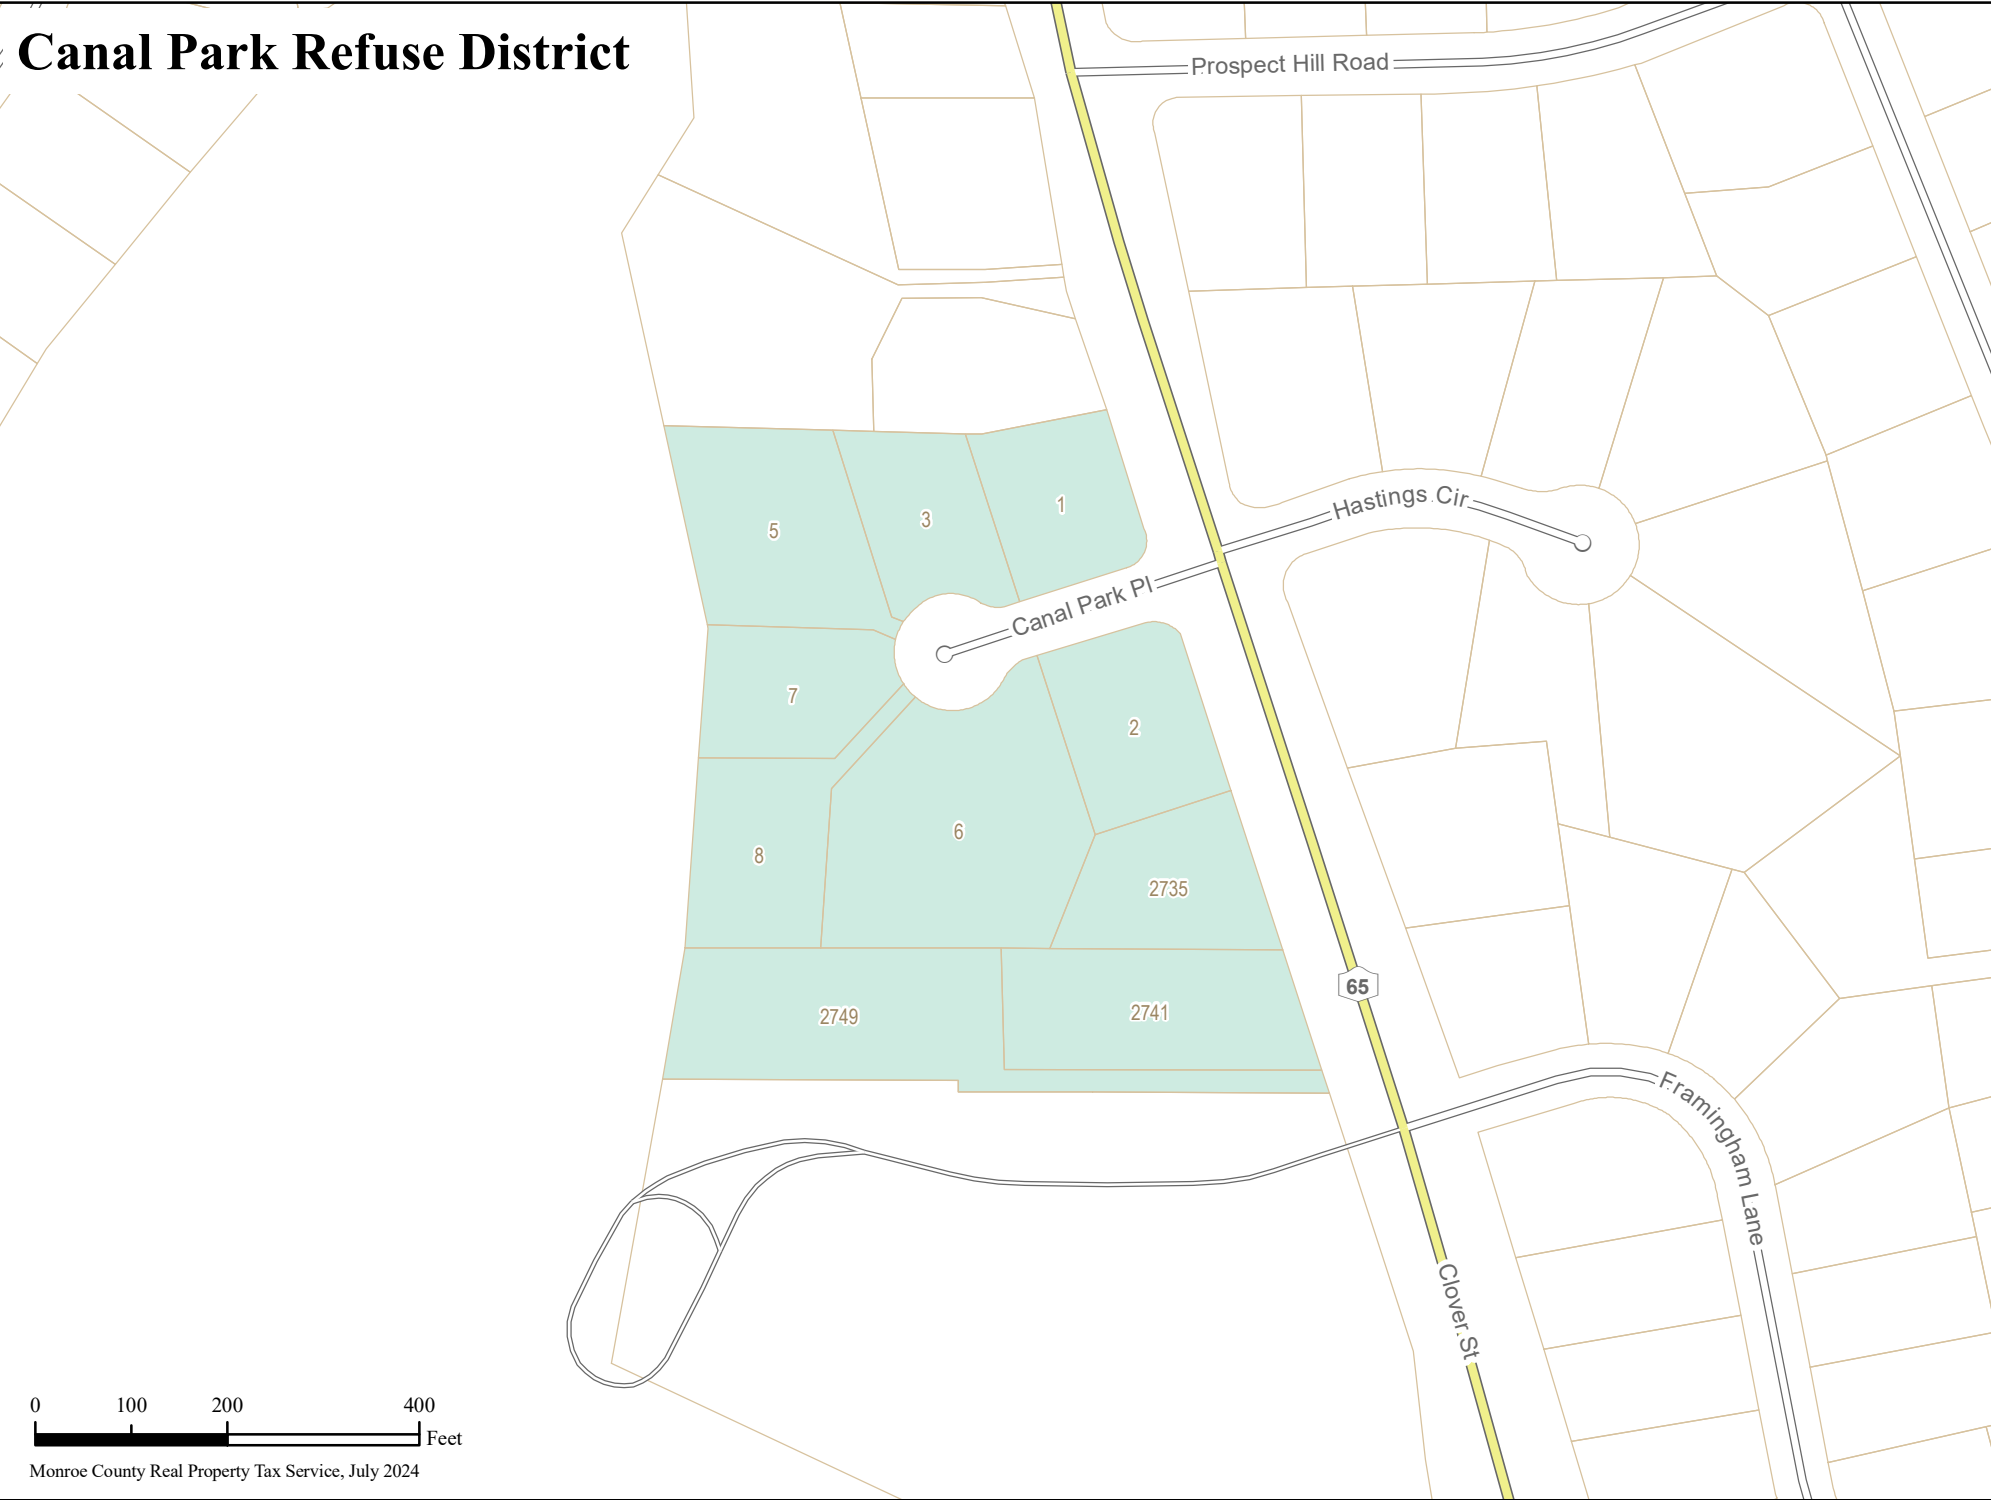 Canal Park Refuse District
Prospect Hill Road
Hastings Cir
Canal Park Pl
5
3
1
7
2
6
8
2735
2749
2741
65
Framingham Lane
Clover St
0 100 200 400
Feet
Monroe County Real Property Tax Service, July 2024